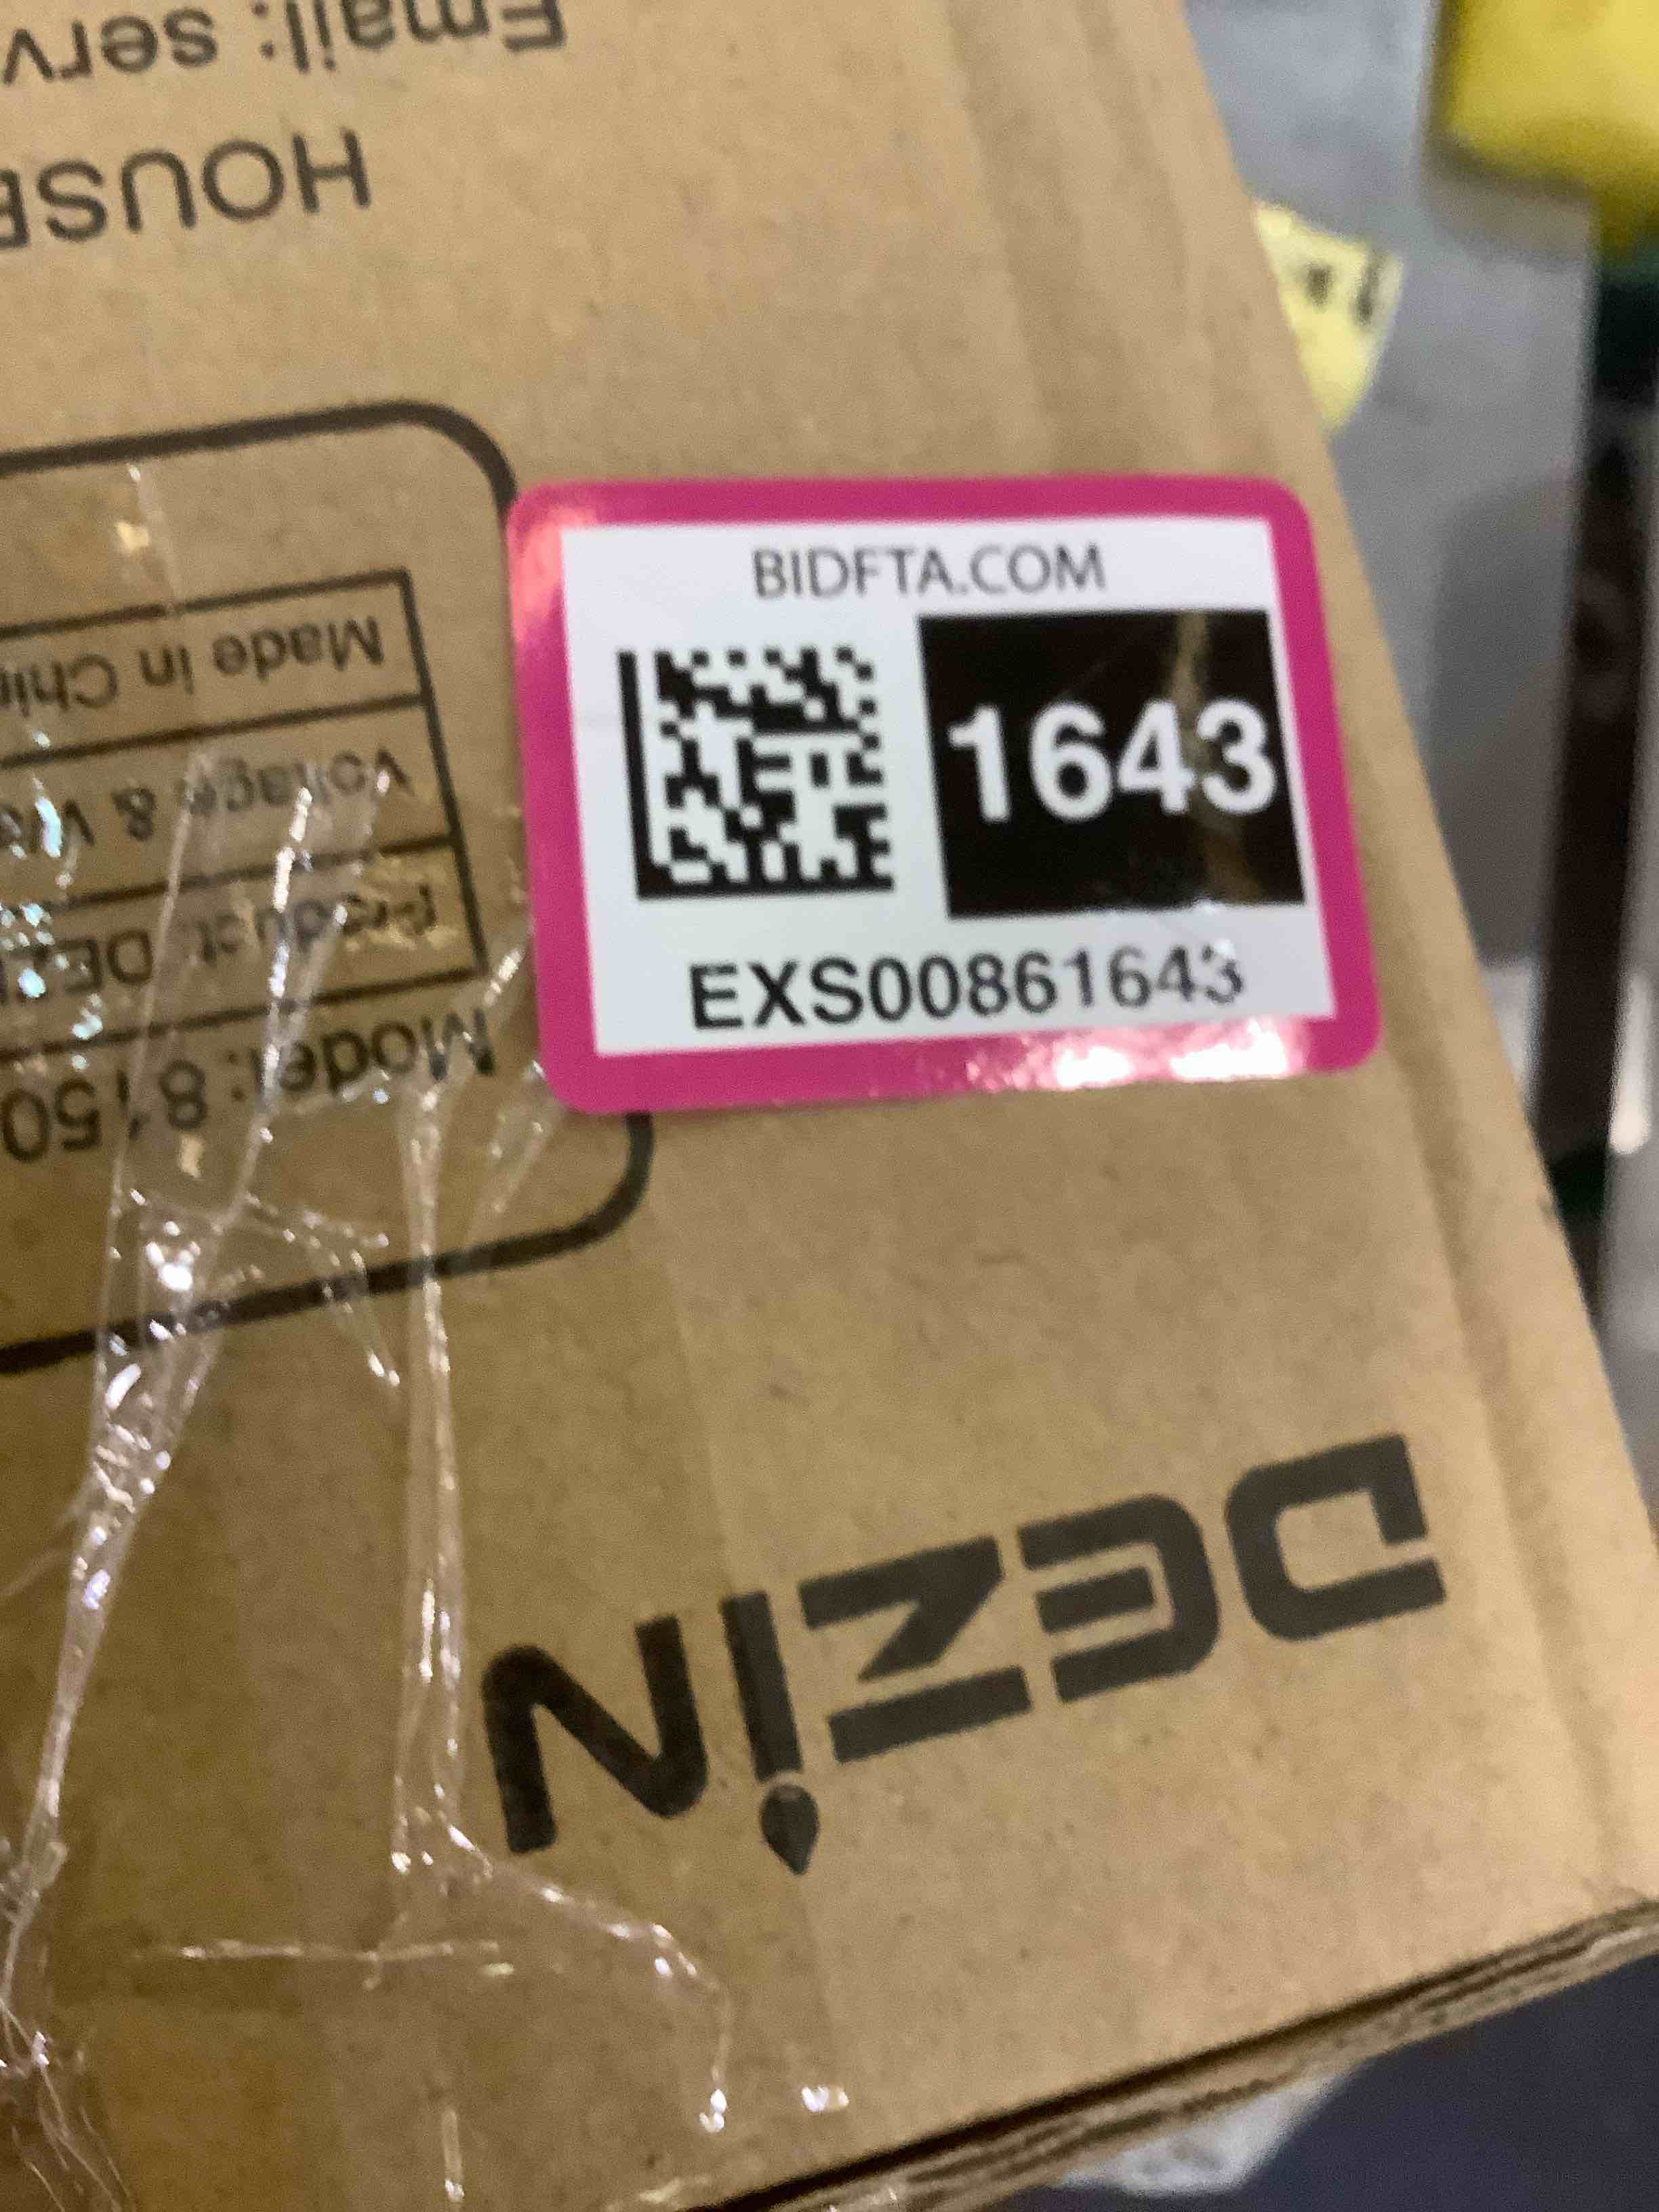 BIDFTA.COM
1643
EXS00861643
DEZiN
Model: 8150
Product: DEZ
Voltage &
Made in Chi
HOUSE
Email: serv